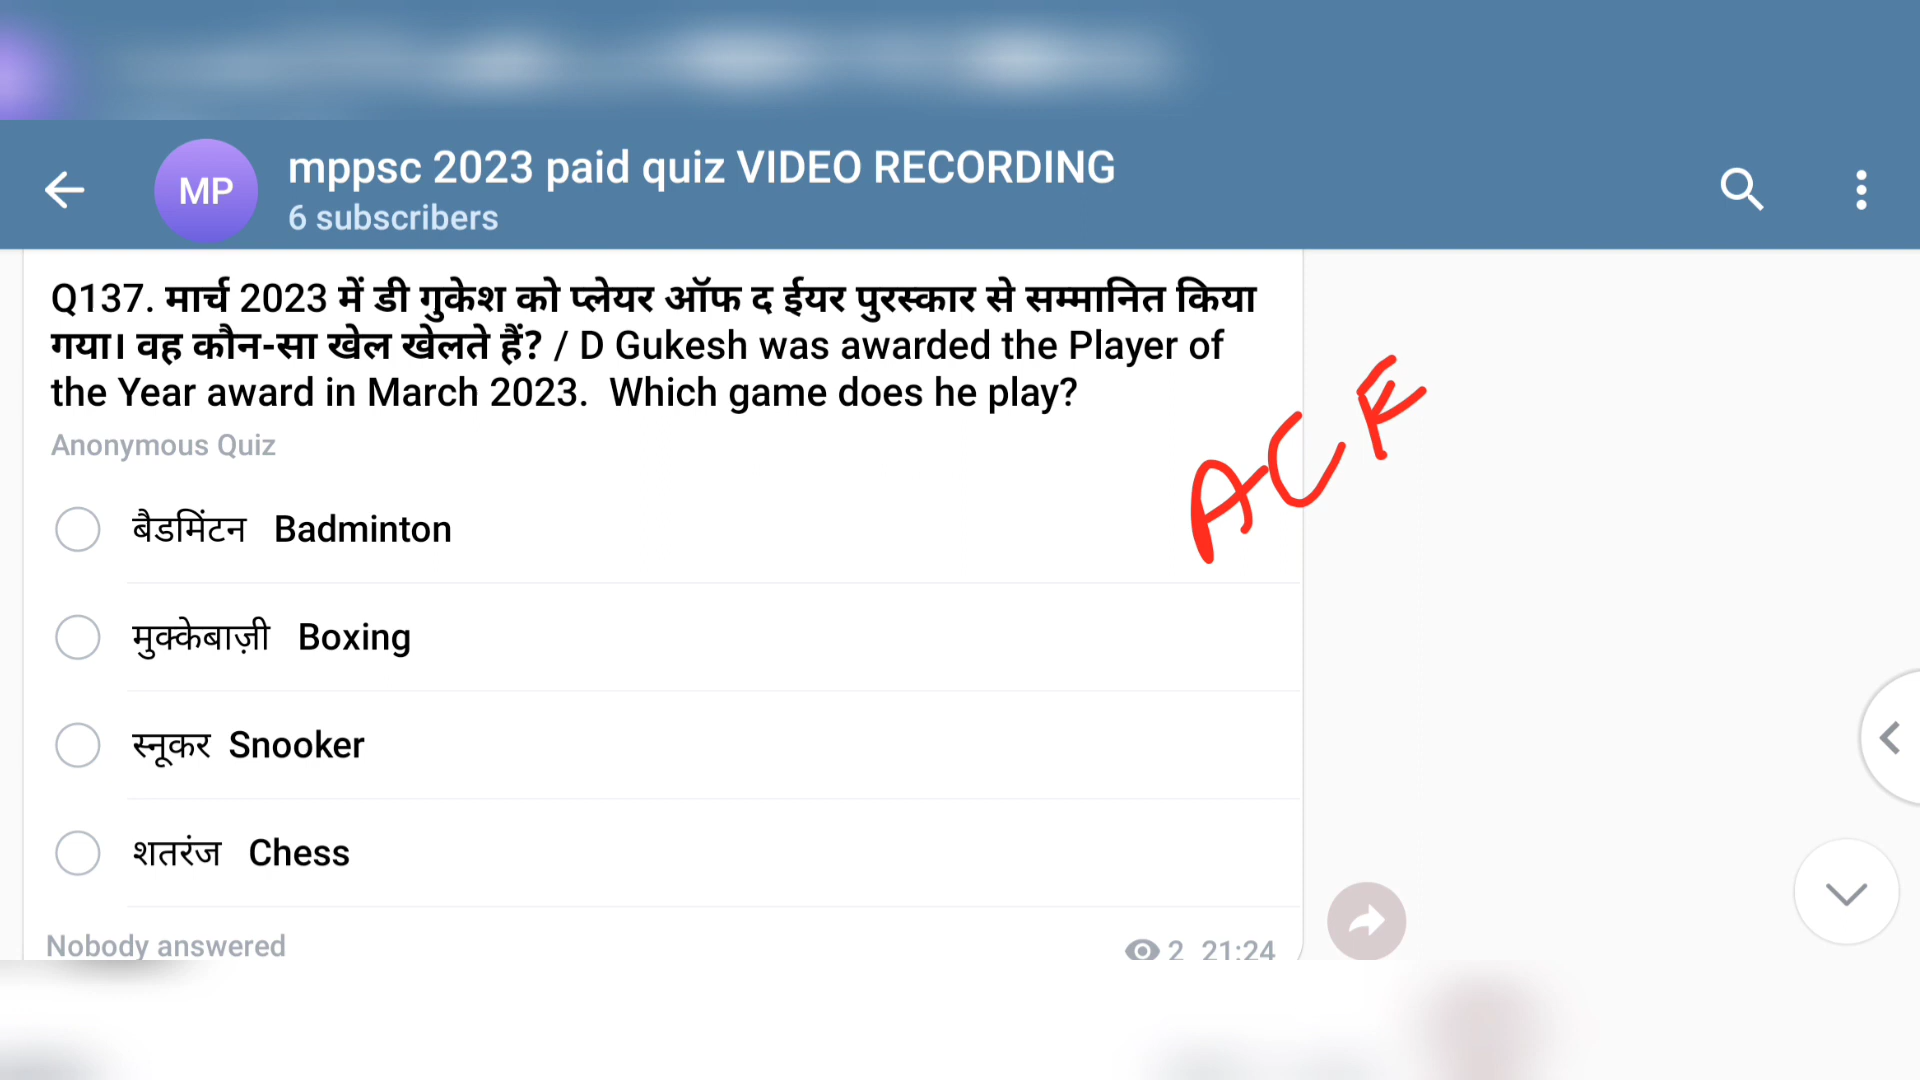 mppsc 2023 paid quiz VIDEO RECORDING
MP
6 subscribers
Q137. मार्च 2023 में डी गुकेश को प्लेयर ऑफ द ईयर पुरस्कार से सम्मानित किया
गया। वह कौन-सा खेल खेलते हैं? / D Gukesh was awarded the Player of
the Year award in March 2023.  Which game does he play?
Anonymous Quiz
ACF
बैडमिंटन Badminton
मुक्केबाज़ी Boxing
स्नूकर Snooker
शतरंज Chess
Nobody answered
2 21:24